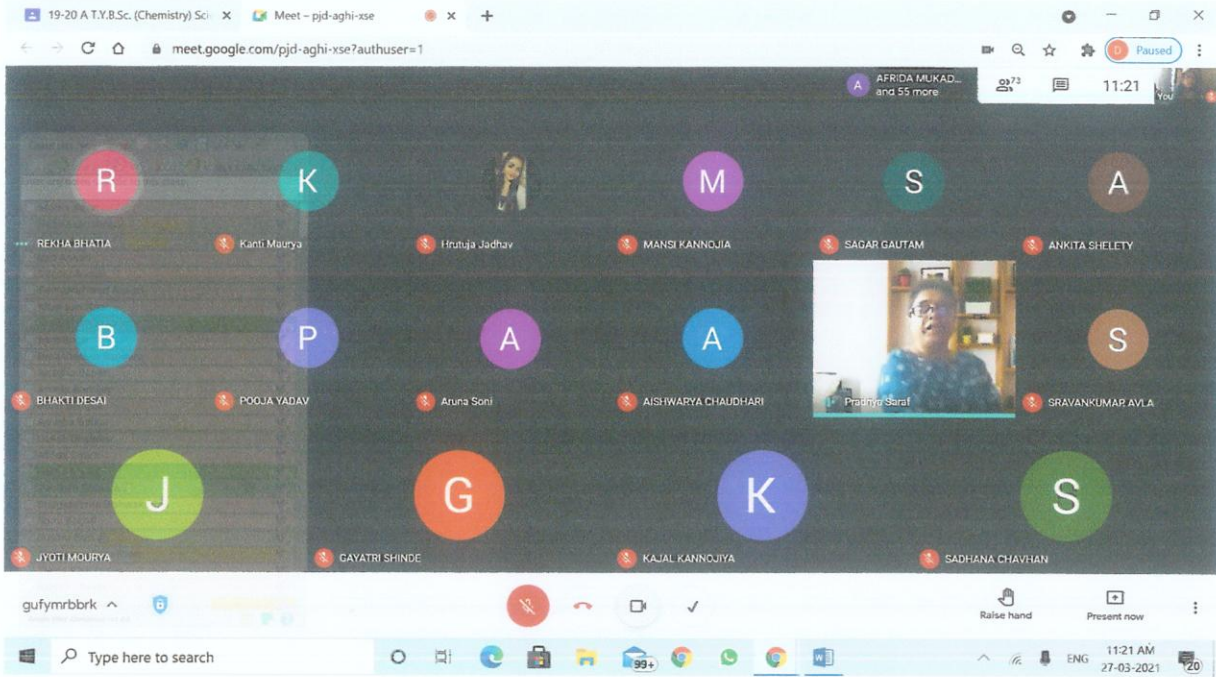 19-20 A T.Y.B.Sc. (Chemistry) Sci
Meet – pjd-aghi-xse
meet.google.com/pjd-aghi-xse?authuser=1
D Paused
A AFRIDA MUKAD...
and 55 more
73
11:21
You
R K M S A
REKHA BHATIA Kanti Maurya Hrutuja Jadhav MANSI KANNOJIA SAGAR GAUTAM ANKITA SHELETY
B P A A S
BHAKTI DESAI POOJA YADAV Aruna Soni AISHWARYA CHAUDHARI Pradnya Saraf SRAVANKUMAR AVLA
J G K S
JYOTI MOURYA GAYATRI SHINDE KAJAL KANNOJIYA SADHANA CHAVHAN
gufymrbbrk
Raise hand Present now
Type here to search
99+
W
ENG
11:21 AM
27-03-2021
20